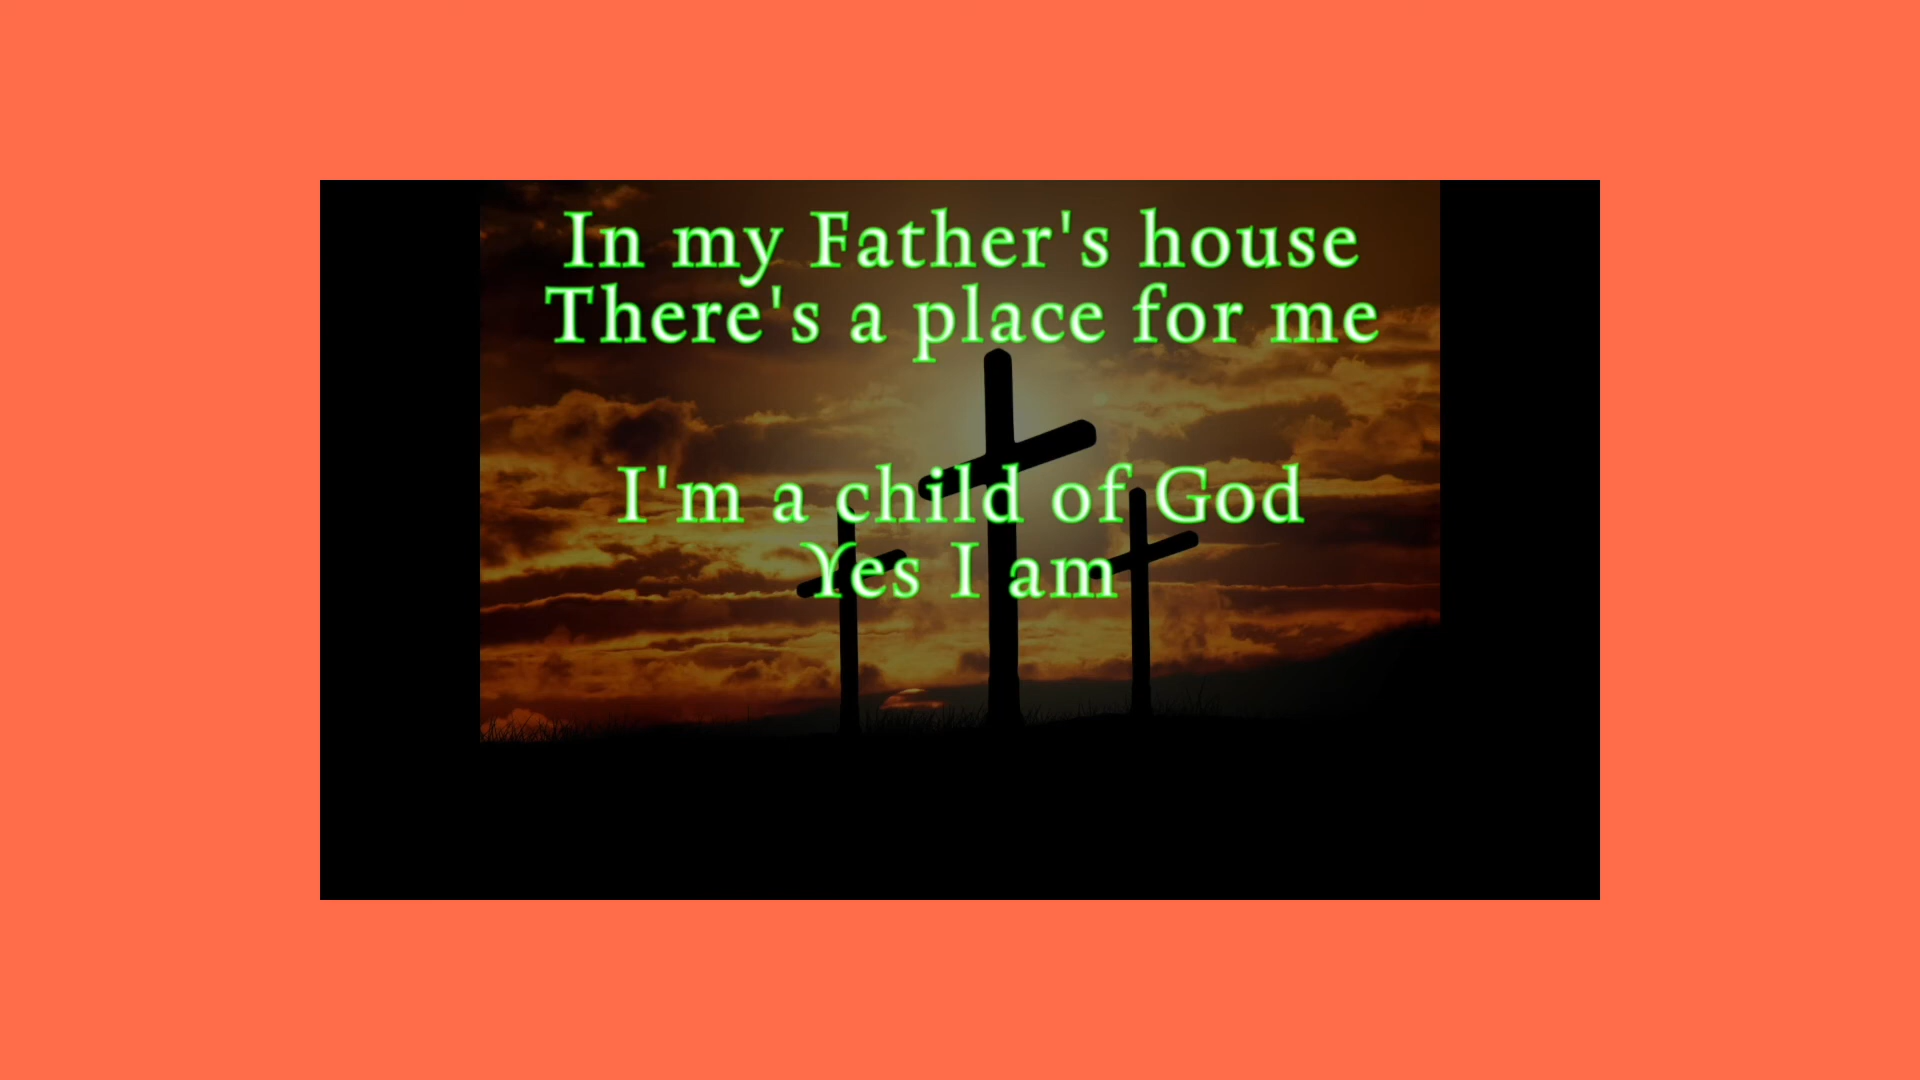 In my Father's house
There's a place for me
I'm a child of God
Yes I am